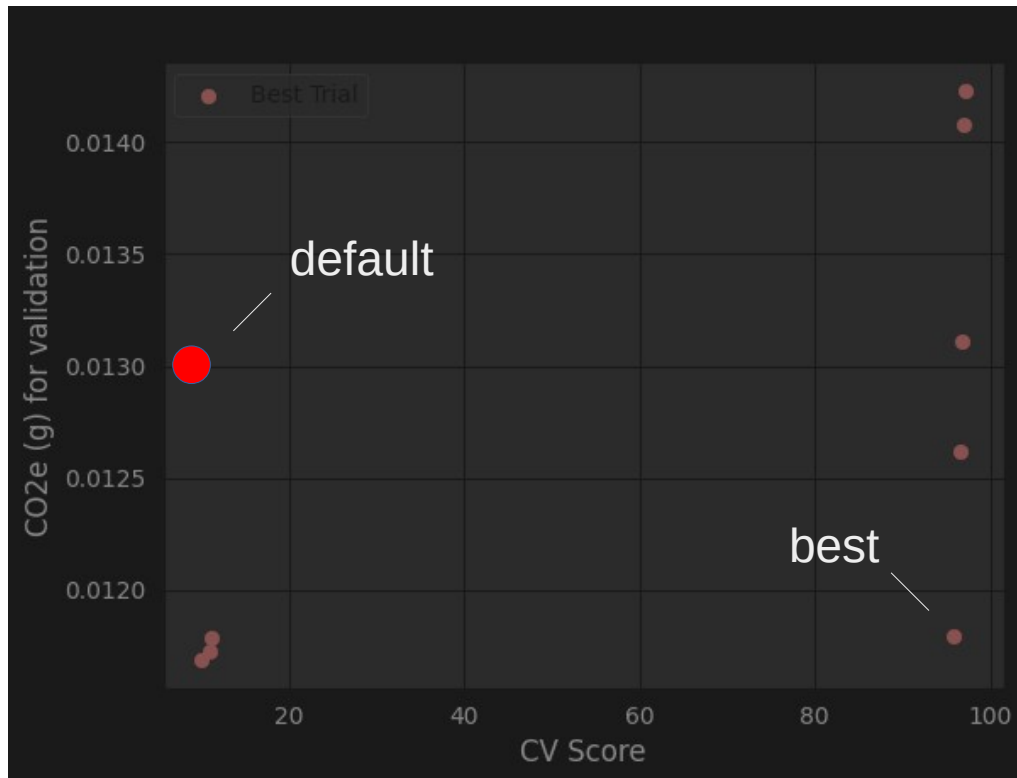 Best Trial
0.0140
0.0135
0.0130
0.0125
0.0120
CO2e (g) for validation
default
best
20 40 60 80 100
CV Score